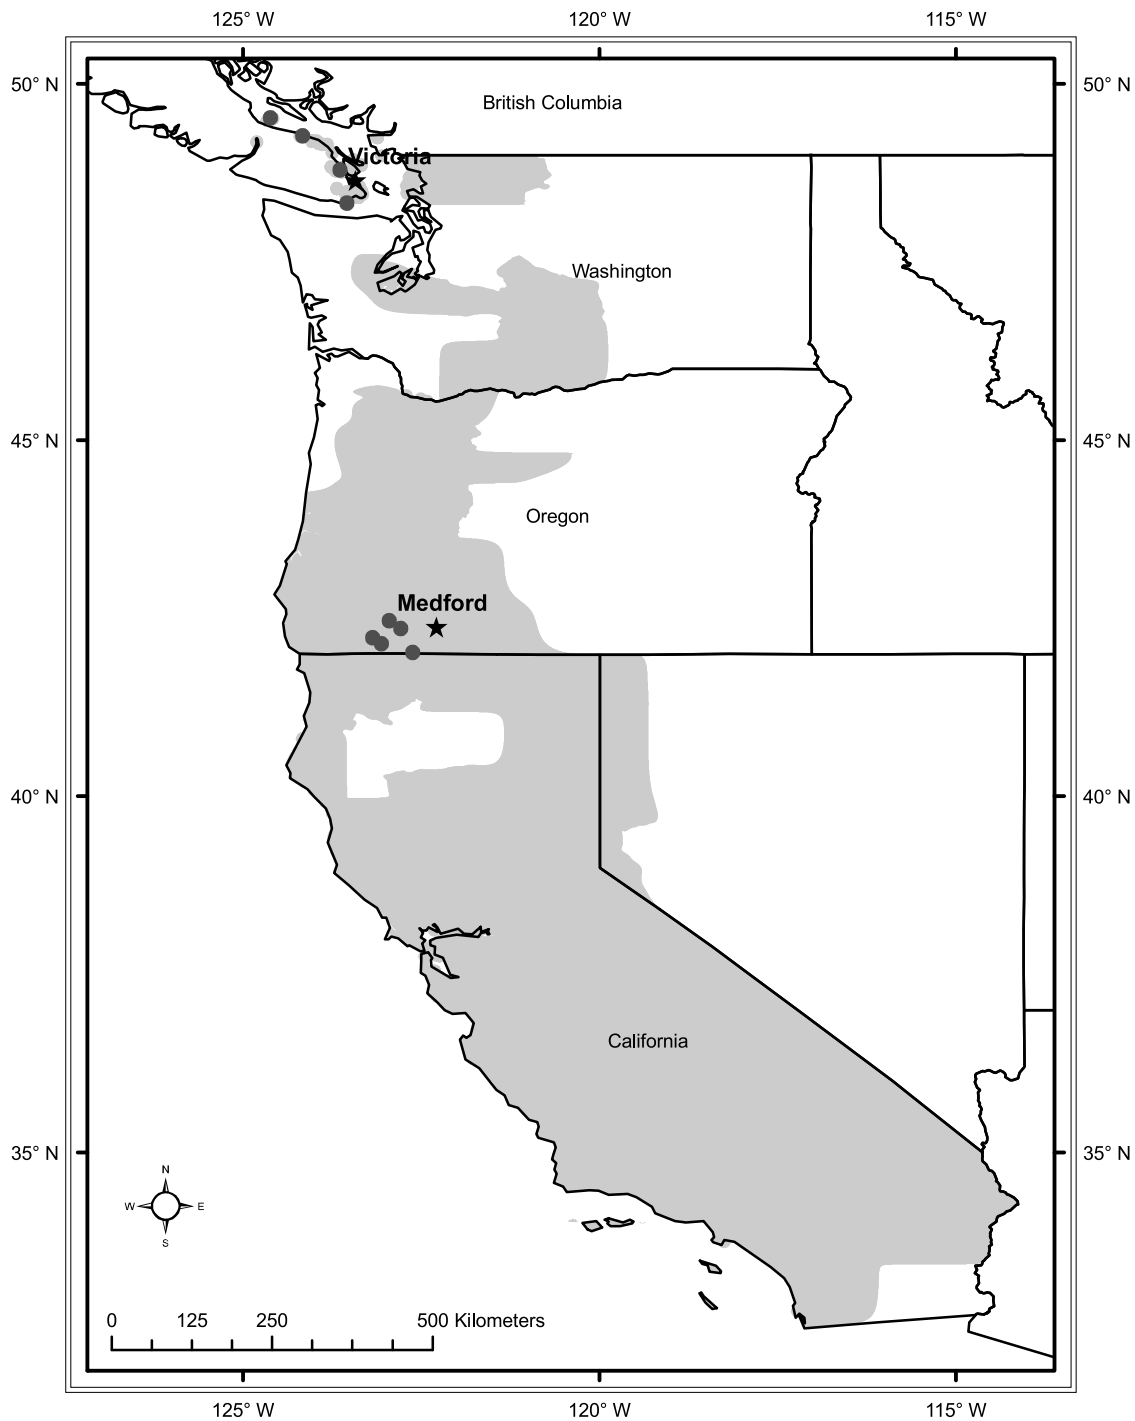 125° W 120° W 115° W
50° N 50° N
British Columbia
Victoria
Washington
45° N 45° N
Oregon
Medford
40° N 40° N
California
35° N 35° N
N
W E
S
0 125 250 500 Kilometers
125° W 120° W 115° W